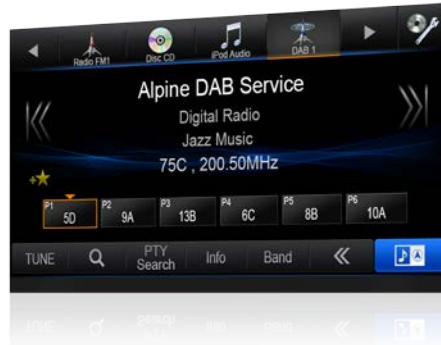 Radio FM1
Disc CD
iPod Audio
DAB 1
Alpine DAB Service
Digital Radio
Jazz Music
75C , 200.50MHz
P1 5D
P2 9A
P3 13B
P4 6C
P5 8B
P6 10A
TUNE
PTY Search
Info
Band